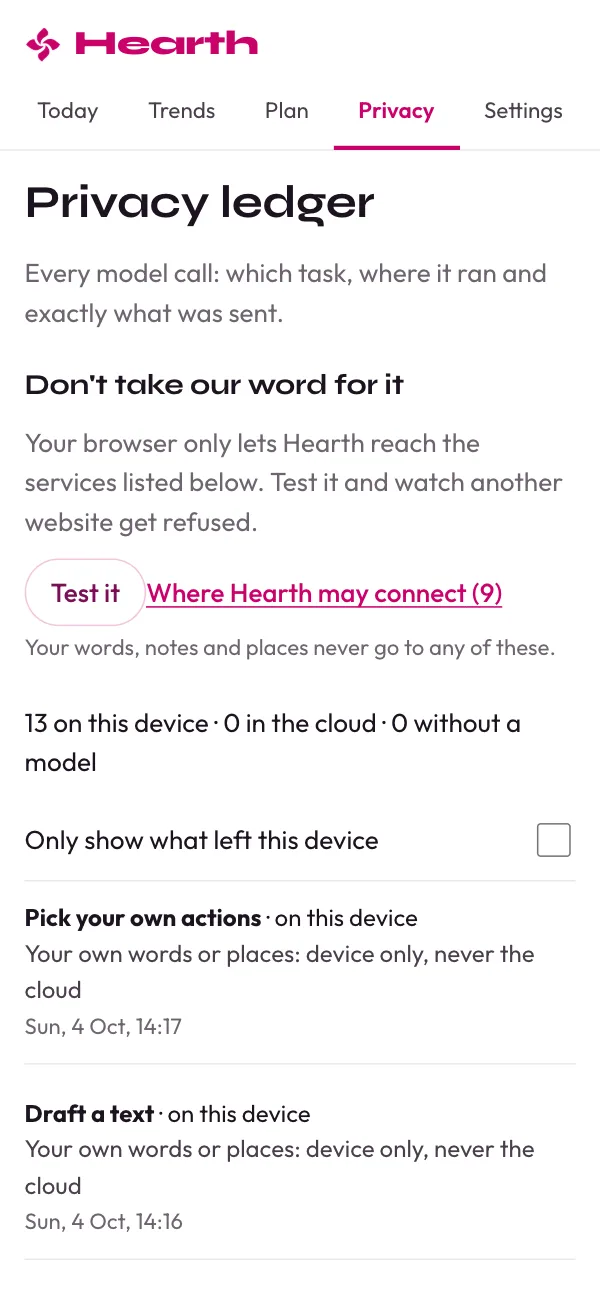 Hearth
Today Trends Plan Privacy Settings
Privacy ledger
Every model call: which task, where it ran and
exactly what was sent.
Don't take our word for it
Your browser only lets Hearth reach the
services listed below. Test it and watch another
website get refused.
Test it Where Hearth may connect (9)
Your words, notes and places never go to any of these.
13 on this device · 0 in the cloud · 0 without a
model
Only show what left this device
Pick your own actions · on this device
Your own words or places: device only, never the
cloud
Sun, 4 Oct, 14:17
Draft a text · on this device
Your own words or places: device only, never the
cloud
Sun, 4 Oct, 14:16